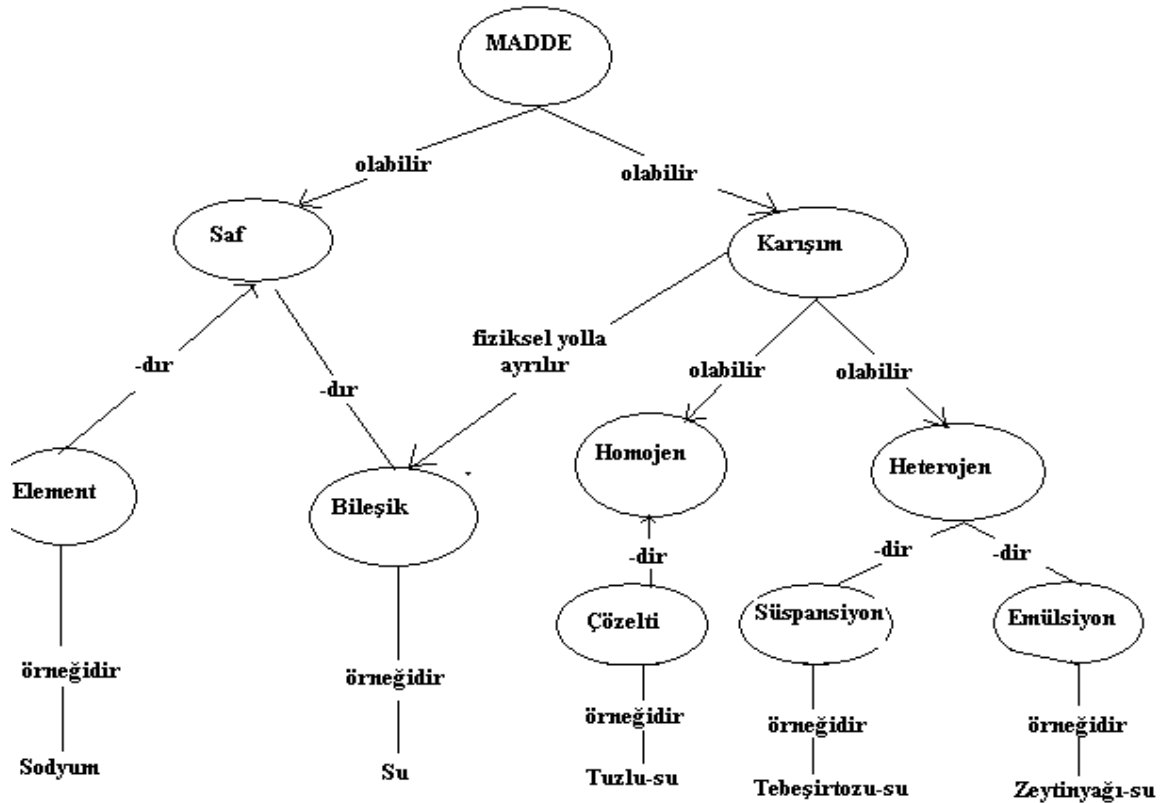 MADDE
olabilir
olabilir
Saf
Karışım
fiziksel yolla
ayrılır
-dır
-dır
olabilir
olabilir
Element
Bileşik
Homojen
Heterojen
-dir
-dir
-dir
Çözelti
Süspansiyon
Emülsiyon
örneğidir
örneğidir
örneğidir
örneğidir
örneğidir
Sodyum
Su
Tuzlu-su
Tebeşirtozu-su
Zeytinyağı-su